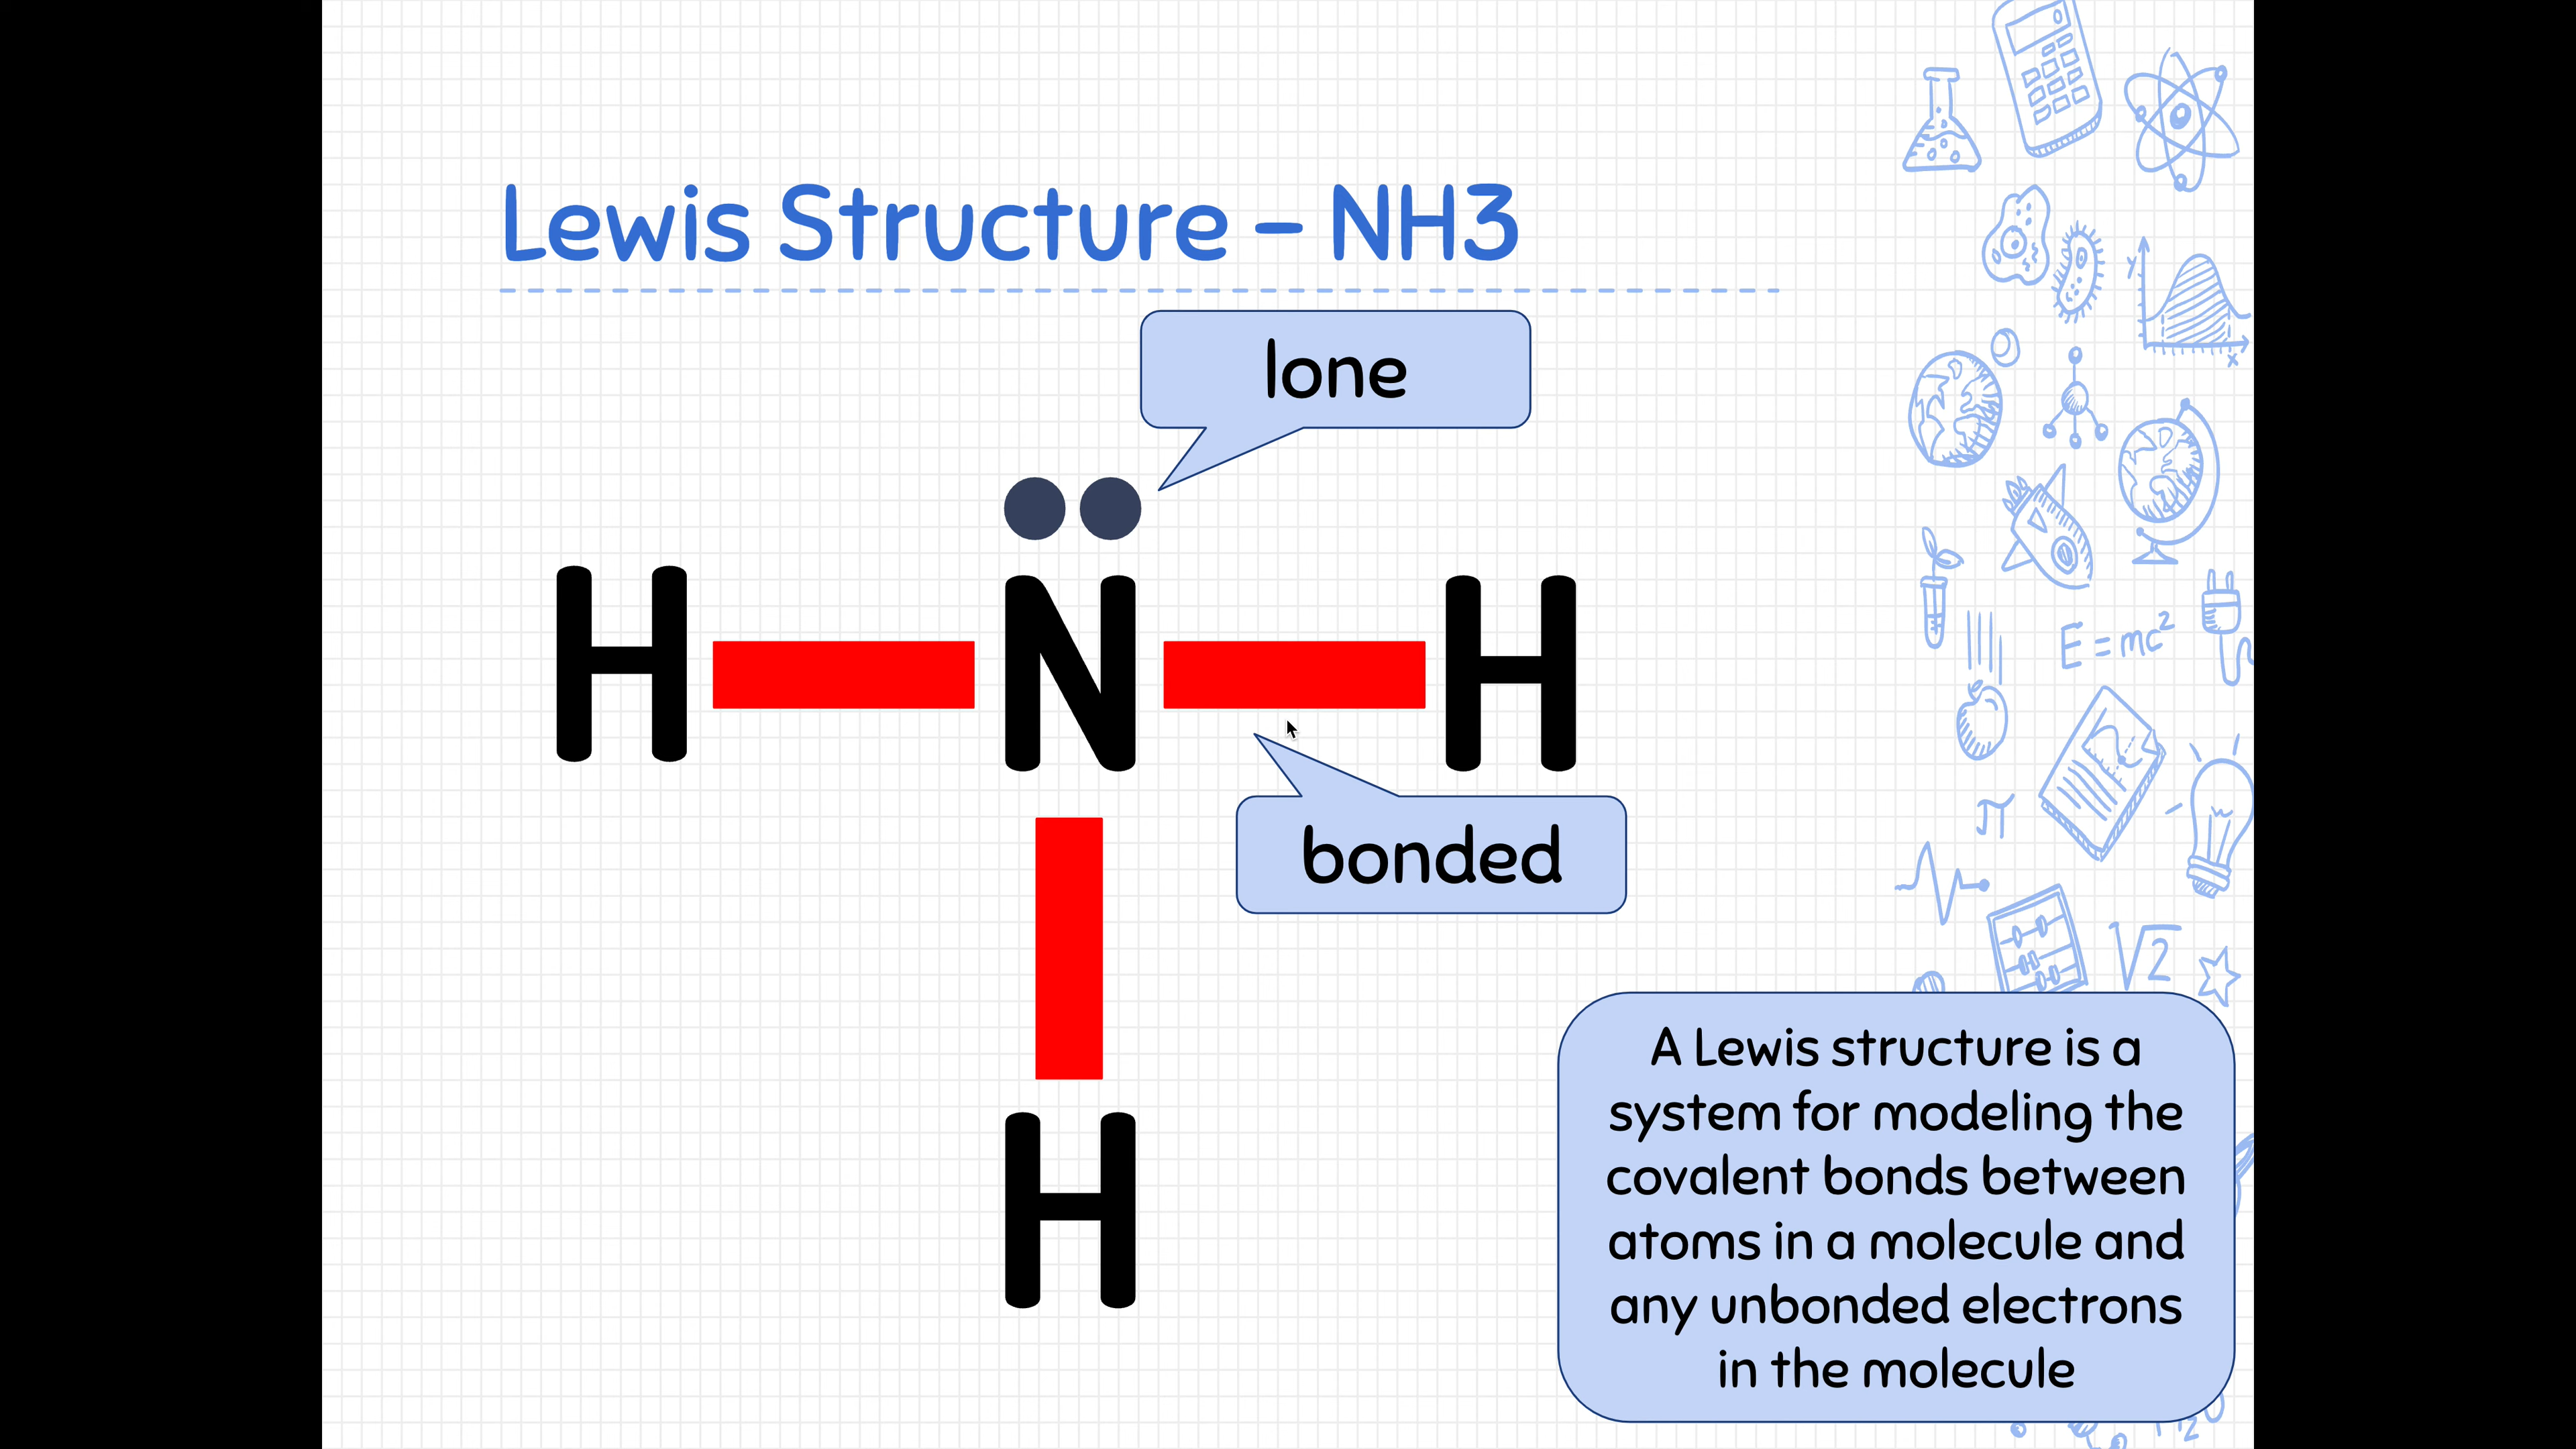 Lewis Structure – NH3
lone
H N H
bonded
H
A Lewis structure is a
system for modeling the
covalent bonds between
atoms in a molecule and
any unbonded electrons
in the molecule
y
x
E = mc²
π
√2